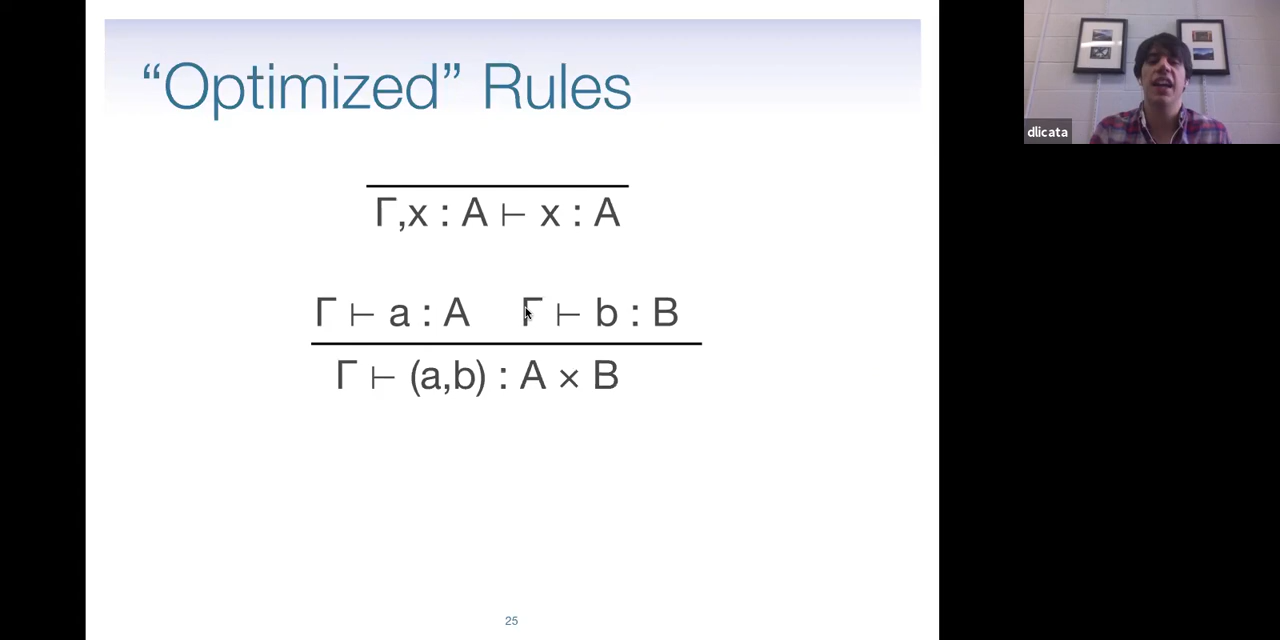 “Optimized” Rules
dlicata
Γ,x : A ⊢ x : A
Γ ⊢ a : A Γ ⊢ b : B
Γ ⊢ (a,b) : A × B
25